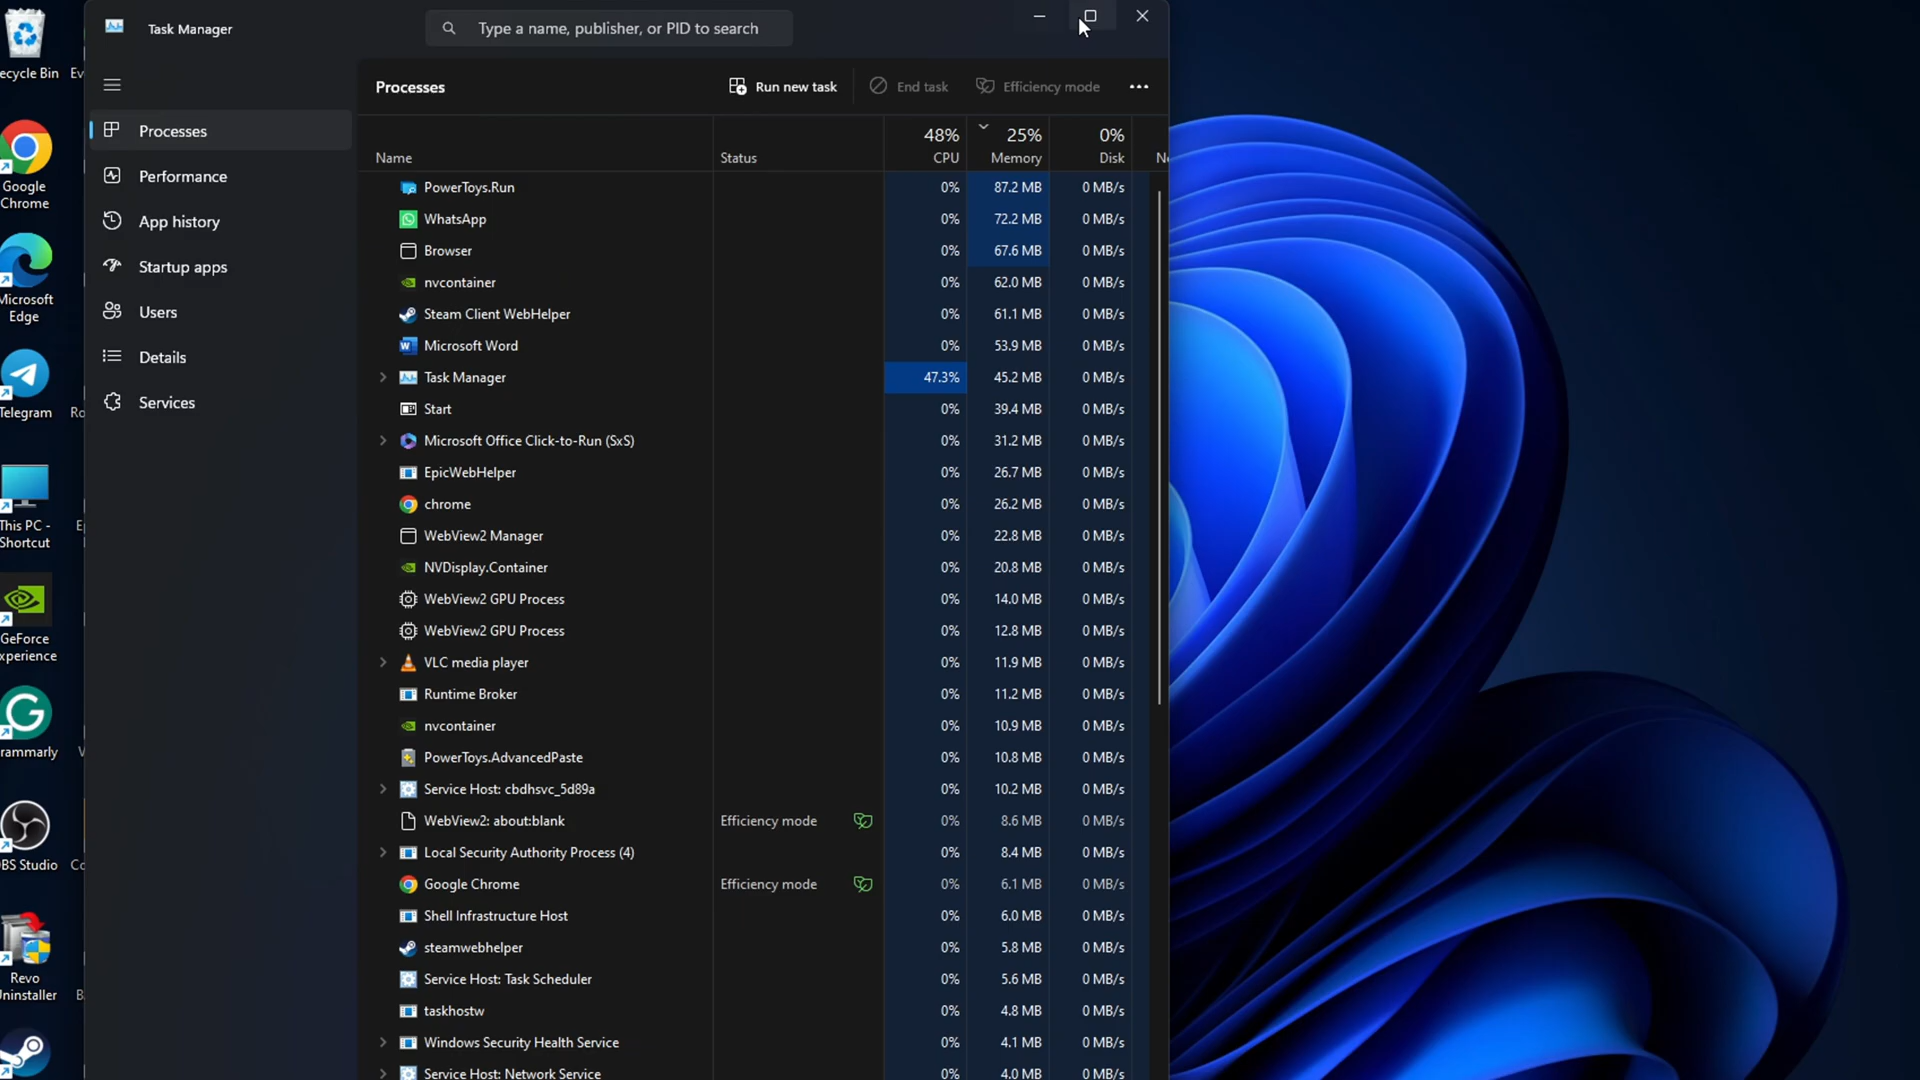 Task Manager
Type a name, publisher, or PID to search
Processes
Performance
App history
Startup apps
Users
Details
Services
Processes
Run new task
End task
Efficiency mode
Name Status 48% CPU 25% Memory 0% Disk
PowerToys.Run 0% 87.2 MB 0 MB/s
WhatsApp 0% 72.2 MB 0 MB/s
Browser 0% 67.6 MB 0 MB/s
nvcontainer 0% 62.0 MB 0 MB/s
Steam Client WebHelper 0% 61.1 MB 0 MB/s
Microsoft Word 0% 53.9 MB 0 MB/s
Task Manager 47.3% 45.2 MB 0 MB/s
Start 0% 39.4 MB 0 MB/s
Microsoft Office Click-to-Run (SxS) 0% 31.2 MB 0 MB/s
EpicWebHelper 0% 26.7 MB 0 MB/s
chrome 0% 26.2 MB 0 MB/s
WebView2 Manager 0% 22.8 MB 0 MB/s
NVDisplay.Container 0% 20.8 MB 0 MB/s
WebView2 GPU Process 0% 14.0 MB 0 MB/s
WebView2 GPU Process 0% 12.8 MB 0 MB/s
VLC media player 0% 11.9 MB 0 MB/s
Runtime Broker 0% 11.2 MB 0 MB/s
nvcontainer 0% 10.9 MB 0 MB/s
PowerToys.AdvancedPaste 0% 10.8 MB 0 MB/s
Service Host: cbdhsvc_5d89a 0% 10.2 MB 0 MB/s
WebView2: about:blank Efficiency mode 0% 8.6 MB 0 MB/s
Local Security Authority Process (4) 0% 8.4 MB 0 MB/s
Google Chrome Efficiency mode 0% 6.1 MB 0 MB/s
Shell Infrastructure Host 0% 6.0 MB 0 MB/s
steamwebhelper 0% 5.8 MB 0 MB/s
Service Host: Task Scheduler 0% 5.6 MB 0 MB/s
taskhostw 0% 4.8 MB 0 MB/s
Windows Security Health Service 0% 4.1 MB 0 MB/s
Service Host: Network Service 0% 4.0 MB 0 MB/s
ecycle Bin
Google
Chrome
Microsoft
Edge
Telegram
This PC -
Shortcut
GeForce
xperience
rammarly
BS Studio
Revo
Uninstaller